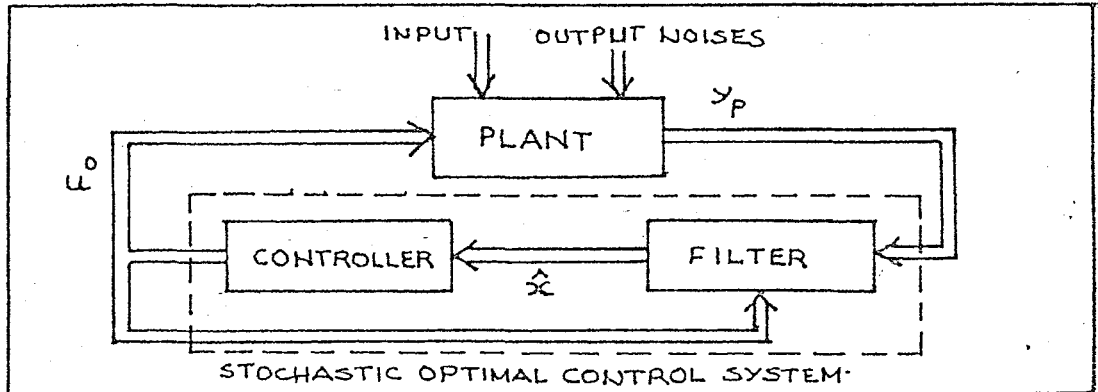 INPUT OUTPUT NOISES
y_p
PLANT
u°
CONTROLLER
x̂
FILTER
STOCHASTIC OPTIMAL CONTROL SYSTEM.